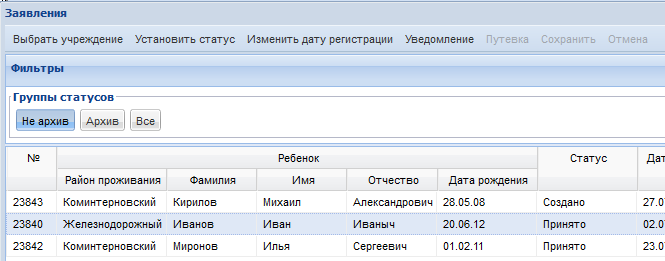 Заявления
Выбрать учреждение Установить статус Изменить дату регистрации Уведомление Путевка Сохранить Отмена
Фильтры
Группы статусов
Не архив Архив Все
№ Ребенок Статус Дат
Район проживания Фамилия Имя Отчество Дата рождения
23843 Коминтерновский Кирилов Михаил Александрович 28.05.08 Создано 27.0
23840 Железнодорожный Иванов Иван Иваныч 20.06.12 Принято 02.0
23842 Коминтерновский Миронов Илья Сергеевич 01.02.11 Принято 23.0